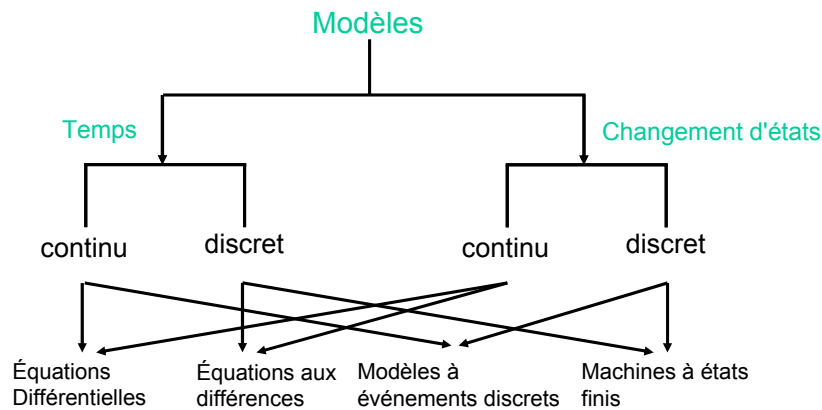 Modèles
Temps
Changement d'états
continu
discret
continu
discret
Équations
Différentielles
Équations aux
différences
Modèles à
événements discrets
Machines à états
finis